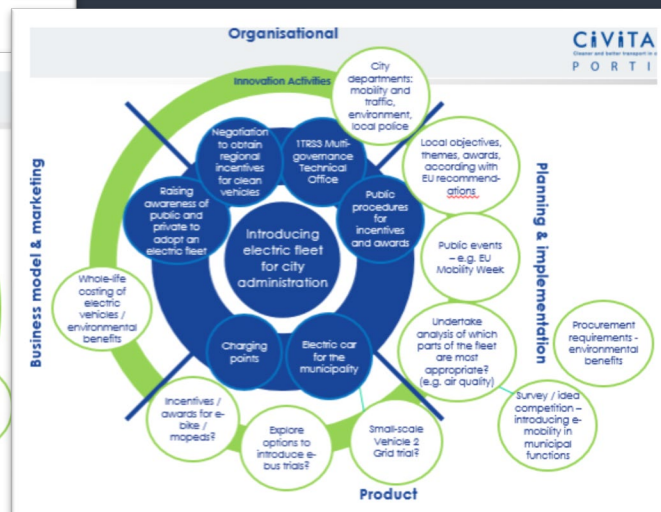 Organisational
CiViTA
Cleaner and better transport in c
P O R T I
Innovation Activities
City
departments:
mobility and
traffic,
environment,
local police
Negotiation
to obtain
regional
incentives
for clean
vehicles
1TRS3 Multi-
governance
Technical
Office
Local objectives,
themes, awards,
according with
EU recommend-
ations
Raising
awareness of
public and
private to
adopt an
electric fleet
Public
procedures
for
incentives
and awards
Business model & marketing
Planning & implementation
Introducing
electric fleet
for city
administration
Public events
– e.g. EU
Mobility Week
Whole-life
costing of
electric
vehicles /
environmental
benefits
Charging
points
Electric car
for the
municipality
Undertake
analysis of which
parts of the fleet
are most
appropriate?
(e.g. air quality)
Procurement
requirements -
environmental
benefits
Incentives /
awards for e-
bike /
mopeds?
Explore
options to
introduce e-
bus trials?
Small-scale
Vehicle 2
Grid trial?
Survey / idea
competition –
introducing e-
mobility in
municipal
functions
Product